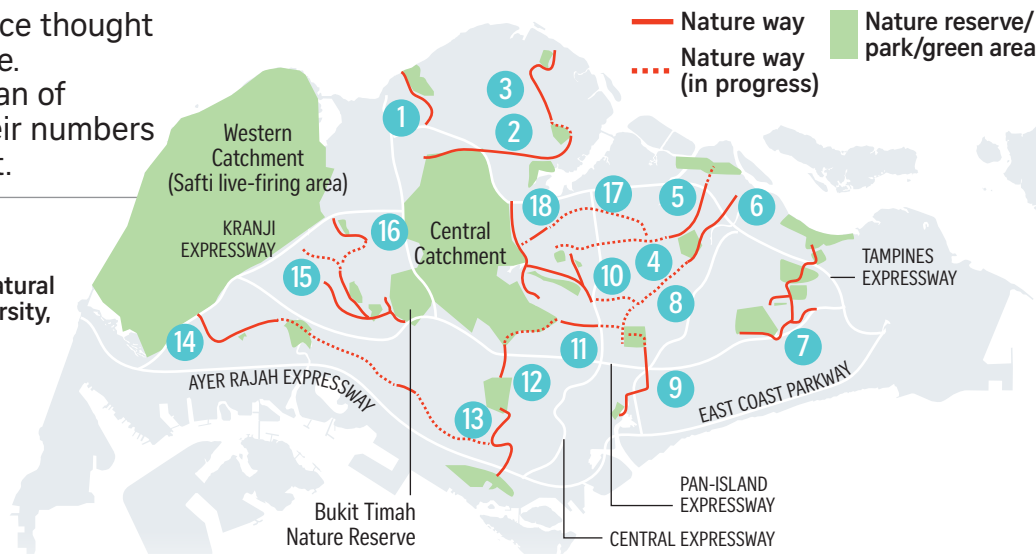 ce thought
e.
an of
eir numbers
t.
atural
rsity,
Nature way
Nature way
(in progress)
Nature reserve/
park/green area
1
3
2
Western
Catchment
(Safti live-firing area)
KRANJI
EXPRESSWAY
16
Central
Catchment
18
17
5
6
15
10
4
8
TAMPINES
EXPRESSWAY
14
11
7
AYER RAJAH EXPRESSWAY
12
9
13
EAST COAST PARKWAY
Bukit Timah
Nature Reserve
PAN-ISLAND
EXPRESSWAY
CENTRAL EXPRESSWAY